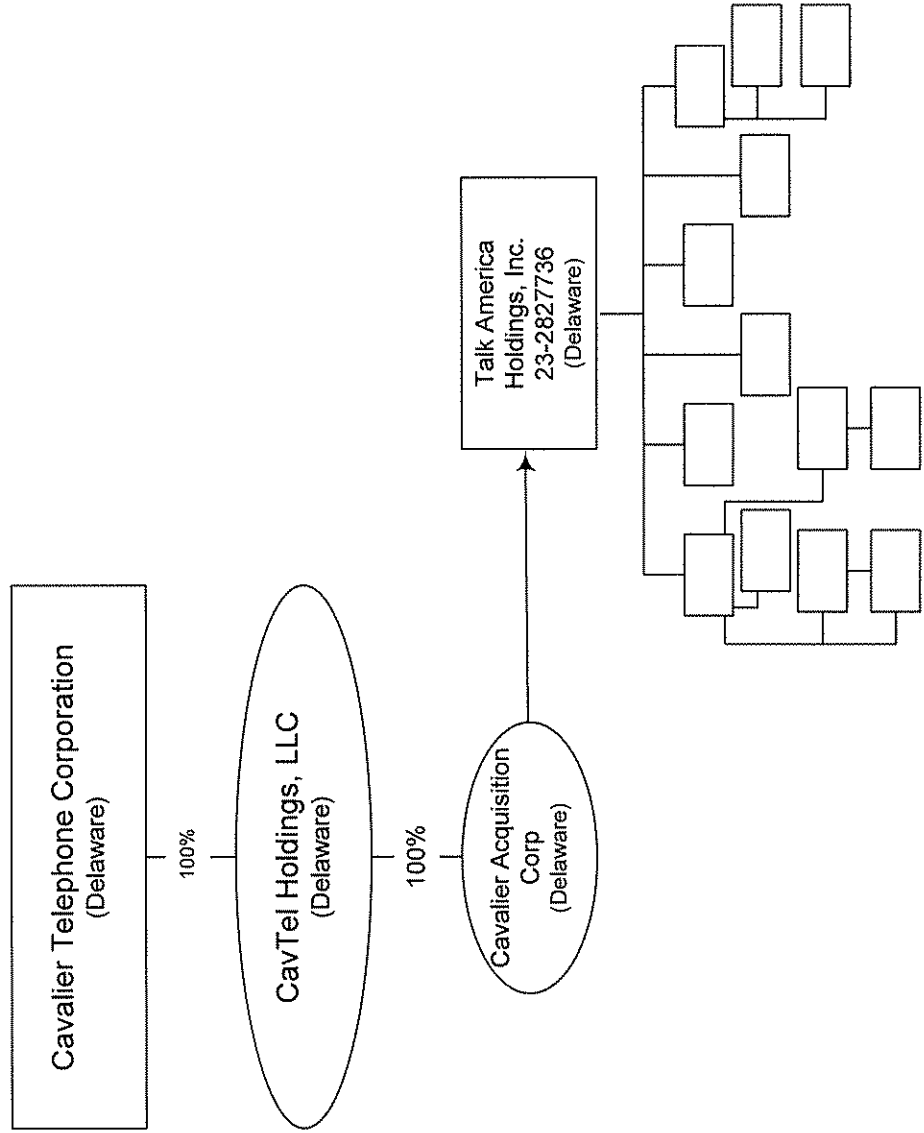 Cavalier Telephone Corporation
(Delaware)
100%
CavTel Holdings, LLC
(Delaware)
100%
Cavalier Acquisition
Corp
(Delaware)
Talk America
Holdings, Inc.
23-2827736
(Delaware)